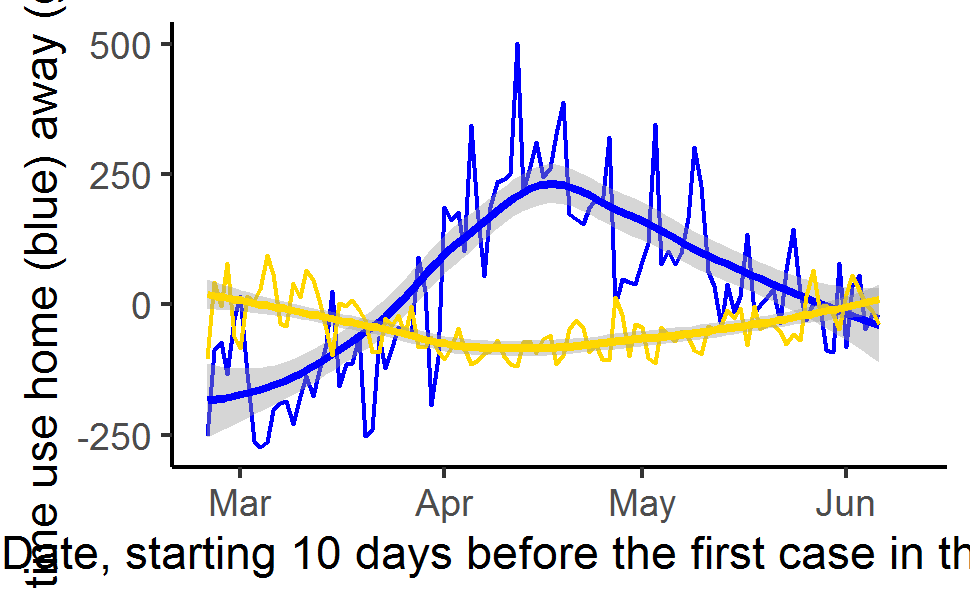 time use home (blue) away (
500
250
0
-250
Mar Apr May Jun
Date, starting 10 days before the first case in th